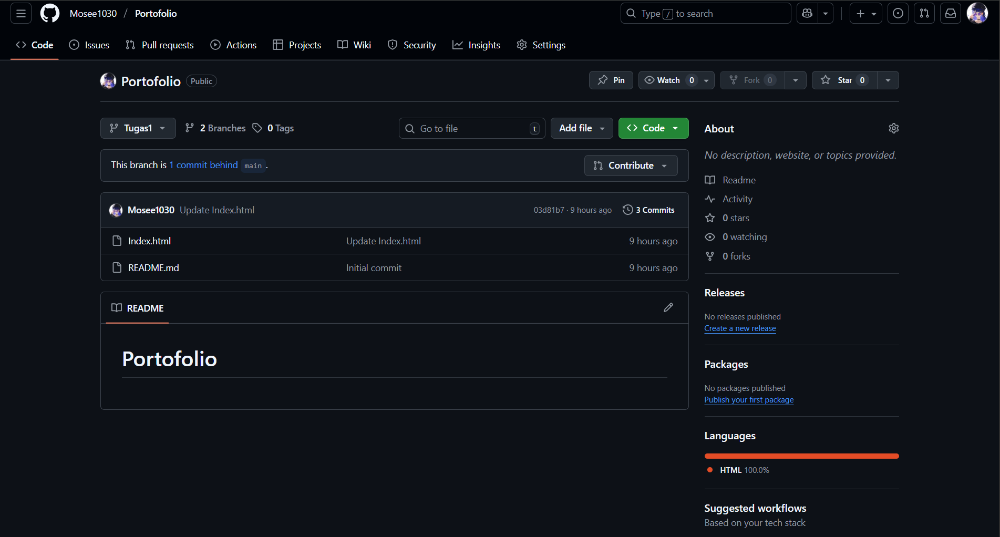 Mosee1030 / Portofolio
Type / to search
Code Issues Pull requests Actions Projects Wiki Security Insights Settings
Portofolio Public
Pin Watch 0 Fork 0 Star 0
Tugas1 2 Branches 0 Tags
Go to file t Add file Code
This branch is 1 commit behind main .
Contribute
Mosee1030 Update Index.html 03d81b7 · 9 hours ago 3 Commits
Index.html Update Index.html 9 hours ago
README.md Initial commit 9 hours ago
README
Portofolio
About
No description, website, or topics provided.
Readme
Activity
0 stars
0 watching
0 forks
Releases
No releases published
Create a new release
Packages
No packages published
Publish your first package
Languages
HTML 100.0%
Suggested workflows
Based on your tech stack